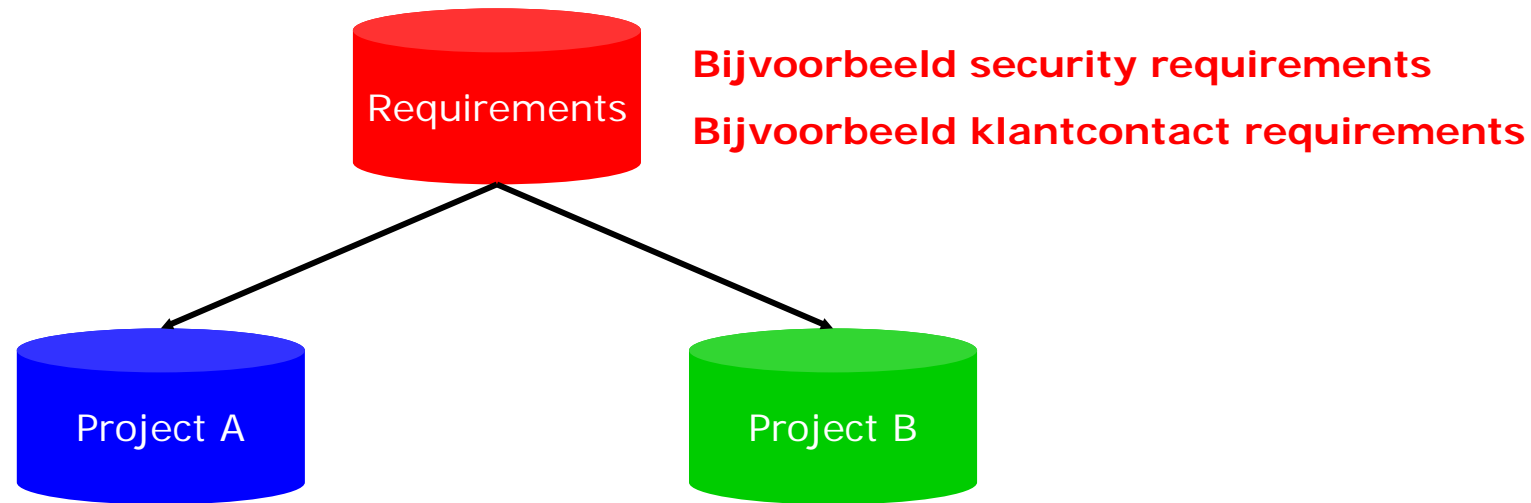 Bijvoorbeeld security requirements
Requirements
Bijvoorbeeld klantcontact requirements
Project A
Project B